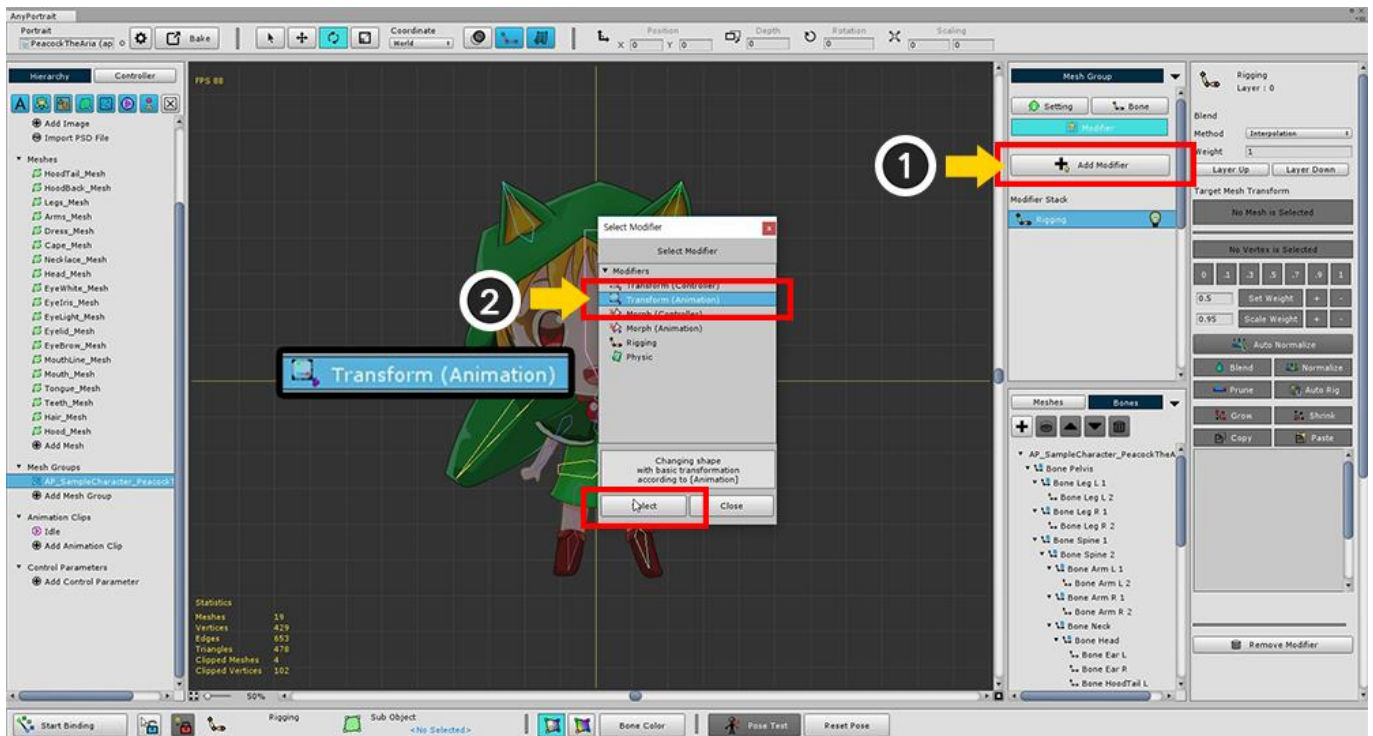 AnyPortrait
Portrait
PeacockTheAria (ap
Bake
Coordinate
World
Position
X 0 Y 0
Depth
0
Rotation
0
Scaling
0 0
Hierarchy Controller
Add Image
Import PSD File
Meshes
HoodTail_Mesh
HoodBack_Mesh
Legs_Mesh
Arms_Mesh
Dress_Mesh
Cape_Mesh
Necklace_Mesh
Head_Mesh
EyeWhite_Mesh
EyeIris_Mesh
EyeLight_Mesh
Eyelid_Mesh
EyeBrow_Mesh
MouthLine_Mesh
Mouth_Mesh
Tongue_Mesh
Teeth_Mesh
Hair_Mesh
Hood_Mesh
Add Mesh
Mesh Groups
AP_SampleCharacter_PeacockT
Add Mesh Group
Animation Clips
Idle
Add Animation Clip
Control Parameters
Add Control Parameter
FPS 88
1
2
Transform (Animation)
Select Modifier
Select Modifier
Modifiers
Transform (Controller)
Transform (Animation)
Morph (Controller)
Morph (Animation)
Rigging
Physic
Changing shape
with basic transformation
according to [Animation]
Select Close
Statistics
Meshes 19
Vertices 429
Edges 653
Triangles 478
Clipped Meshes 4
Clipped Vertices 102
50%
Mesh Group
Setting Bone
Modifier
Add Modifier
Modifier Stack
Rigging
Meshes Bones
AP_SampleCharacter_PeacockTheA
Bone Pelvis
Bone Leg L 1
Bone Leg L 2
Bone Leg R 1
Bone Leg R 2
Bone Spine 1
Bone Spine 2
Bone Arm L 1
Bone Arm L 2
Bone Arm R 1
Bone Arm R 2
Bone Neck
Bone Head
Bone Ear L
Bone Ear R
Bone HoodTail L
Rigging
Layer : 0
Blend
Method Interpolation
Weight 1
Layer Up Layer Down
Target Mesh Transform
No Mesh is Selected
No Vertex is Selected
0 .1 .3 .5 .7 .9 1
0.5 Set Weight + -
0.95 Scale Weight + -
Auto Normalize
Blend Normalize
Prune Auto Rig
Grow Shrink
Copy Paste
Remove Modifier
Start Binding
Rigging
Sub Object
<No Selected>
Bone Color
Pose Test
Reset Pose